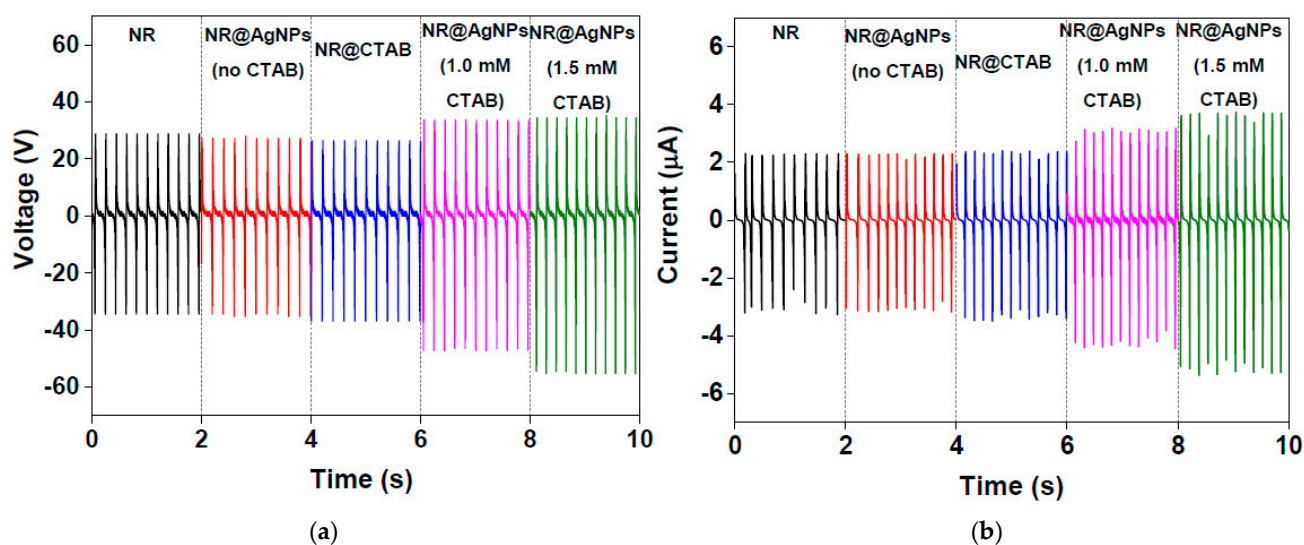 NR
NR@AgNPs
(no CTAB)
NR@CTAB
NR@AgNPs
(1.0 mM
CTAB)
NR@AgNPs
(1.5 mM
CTAB)
60
40
20
0
-20
-40
-60
Voltage (V)
0 2 4 6 8 10
Time (s)
(a)
NR
NR@AgNPs
(no CTAB)
NR@CTAB
NR@AgNPs
(1.0 mM
CTAB)
NR@AgNPs
(1.5 mM
CTAB)
6
4
2
0
-2
-4
-6
Current (μA)
0 2 4 6 8 10
Time (s)
(b)